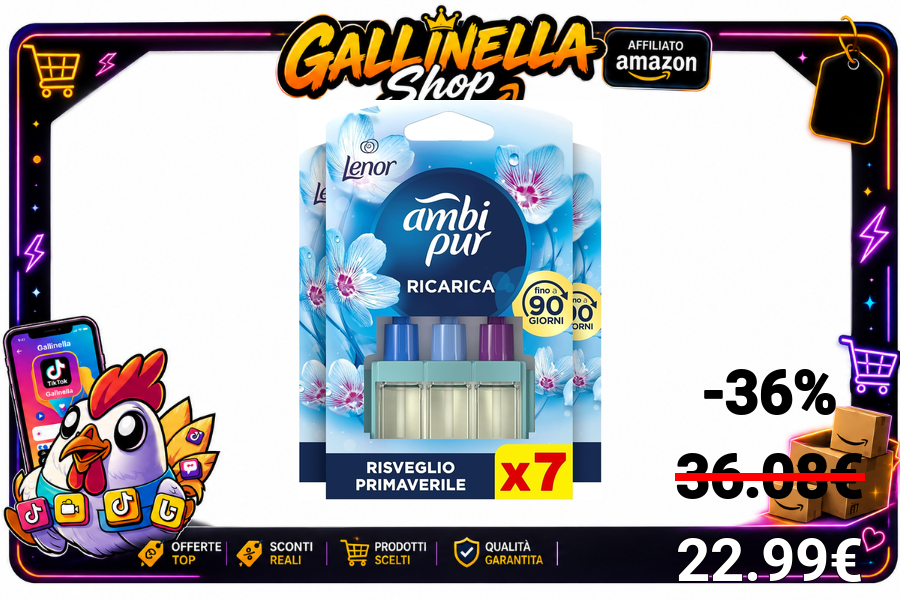 GALLINELLA
Shop
AFFILIATO
amazon
Lenor
Le
ambi
pur
RICARICA
fino a
90
GIORNI
RISVEGLIO
PRIMAVERILE
x7
Gallinella
TikTok
Gallinella
-36%
36.08€
22.99€
OFFERTE
TOP
SCONTI
REALI
PRODOTTI
SCELTI
QUALITÀ
GARANTITA